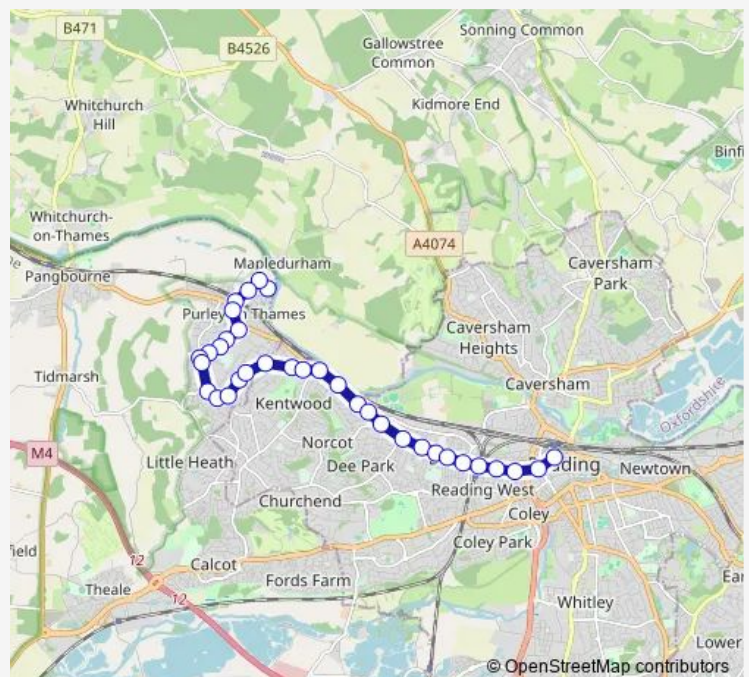 B471
Sonning Common
B4526
Gallowstree
Common
Whitchurch
Hill
Kidmore End
Binfi
Whitchurch-
on-Thames
A4074
Mapledurham
Pangbourne
Caversham
Park
Purley on Thames
Caversham
Heights
Tidmarsh
Caversham
Oxfordshire
Kentwood
M4
Norcot
Little Heath
Dee Park
Reading
Newtown
Reading West
Churchend
Coley
field
12
Coley Park
Calcot
Theale
Fords Farm
12
Whitley
Ear
Lower
© OpenStreetMap contributors